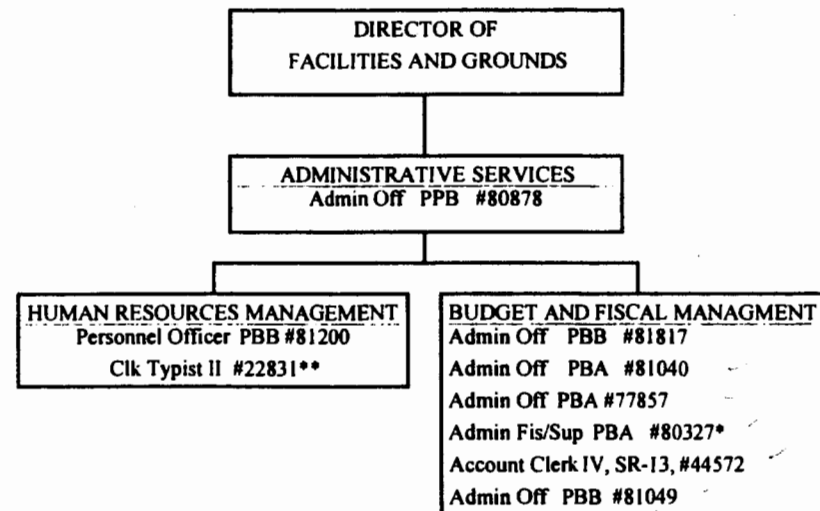 DIRECTOR OF
FACILITIES AND GROUNDS
ADMINISTRATIVE SERVICES
Admin Off PPB #80878
HUMAN RESOURCES MANAGEMENT
Personnel Officer PBB #81200
Clk Typist II #22831**
BUDGET AND FISCAL MANAGMENT
Admin Off PBB #81817
Admin Off PBA #81040
Admin Off PBA #77857
Admin Fis/Sup PBA #80327*
Account Clerk IV, SR-13, #44572
Admin Off PBB #81049